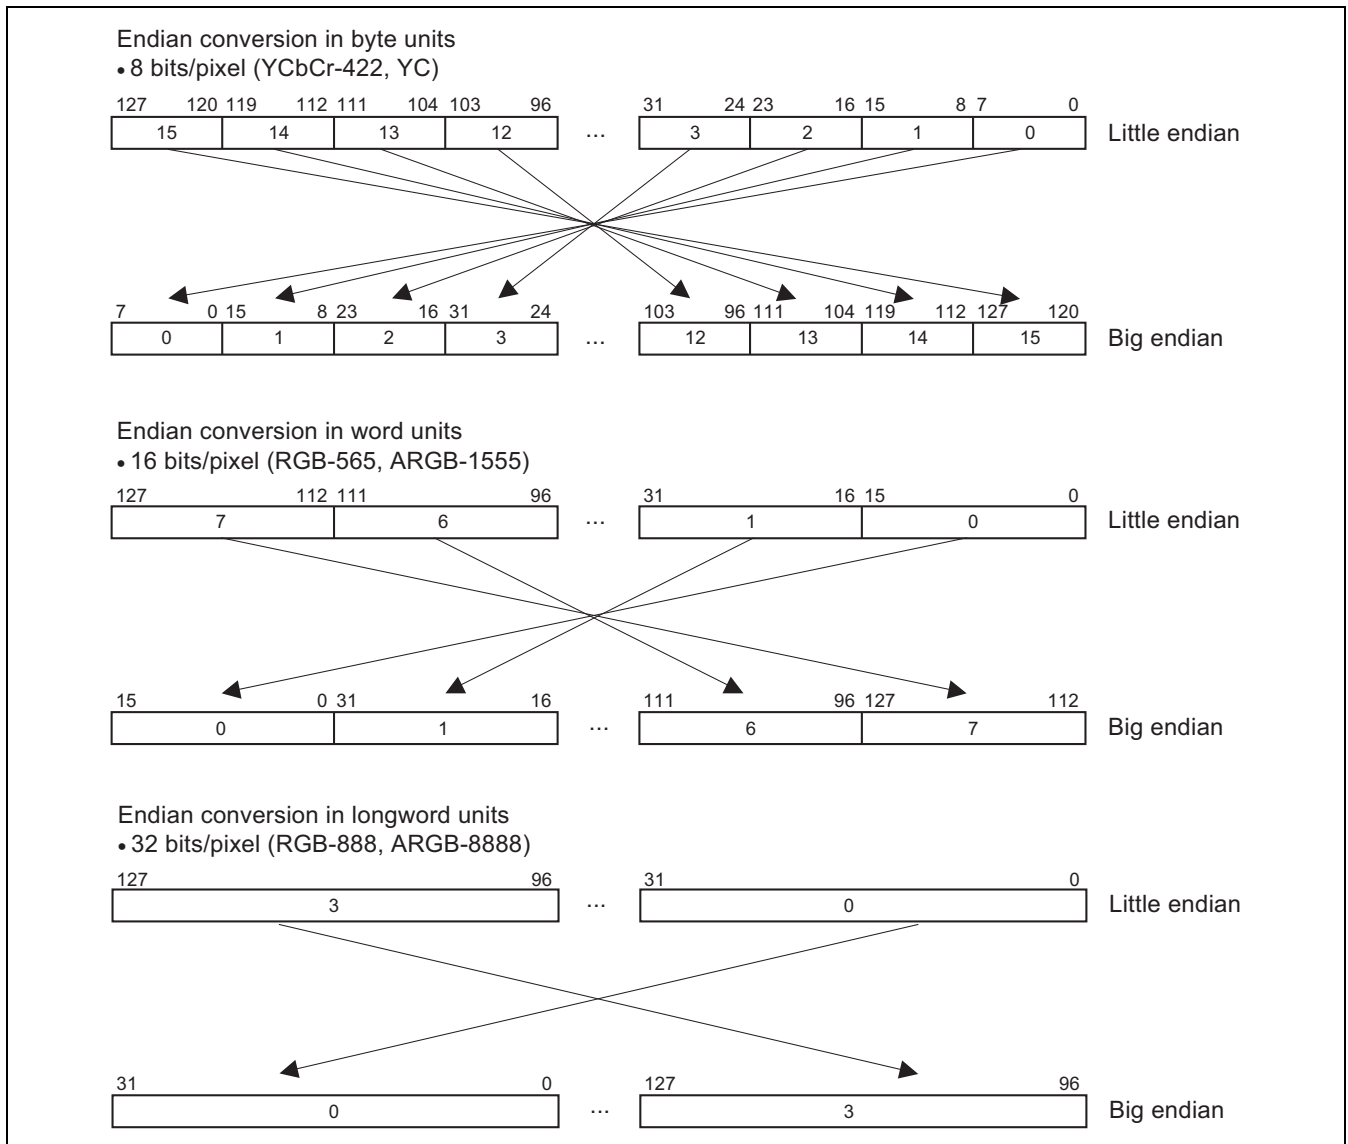 Endian conversion in byte units
• 8 bits/pixel (YCbCr-422, YC)
127 120 119 112 111 104 103 96 31 24 23 16 15 8 7 0
15 14 13 12 ... 3 2 1 0 Little endian
7 0 15 8 23 16 31 24 103 96 111 104 119 112 127 120
0 1 2 3 ... 12 13 14 15 Big endian
Endian conversion in word units
• 16 bits/pixel (RGB-565, ARGB-1555)
127 112 111 96 31 16 15 0
7 6 ... 1 0 Little endian
15 0 31 16 111 96 127 112
0 1 ... 6 7 Big endian
Endian conversion in longword units
• 32 bits/pixel (RGB-888, ARGB-8888)
127 96 31 0
3 ... 0 Little endian
31 0 127 96
0 ... 3 Big endian